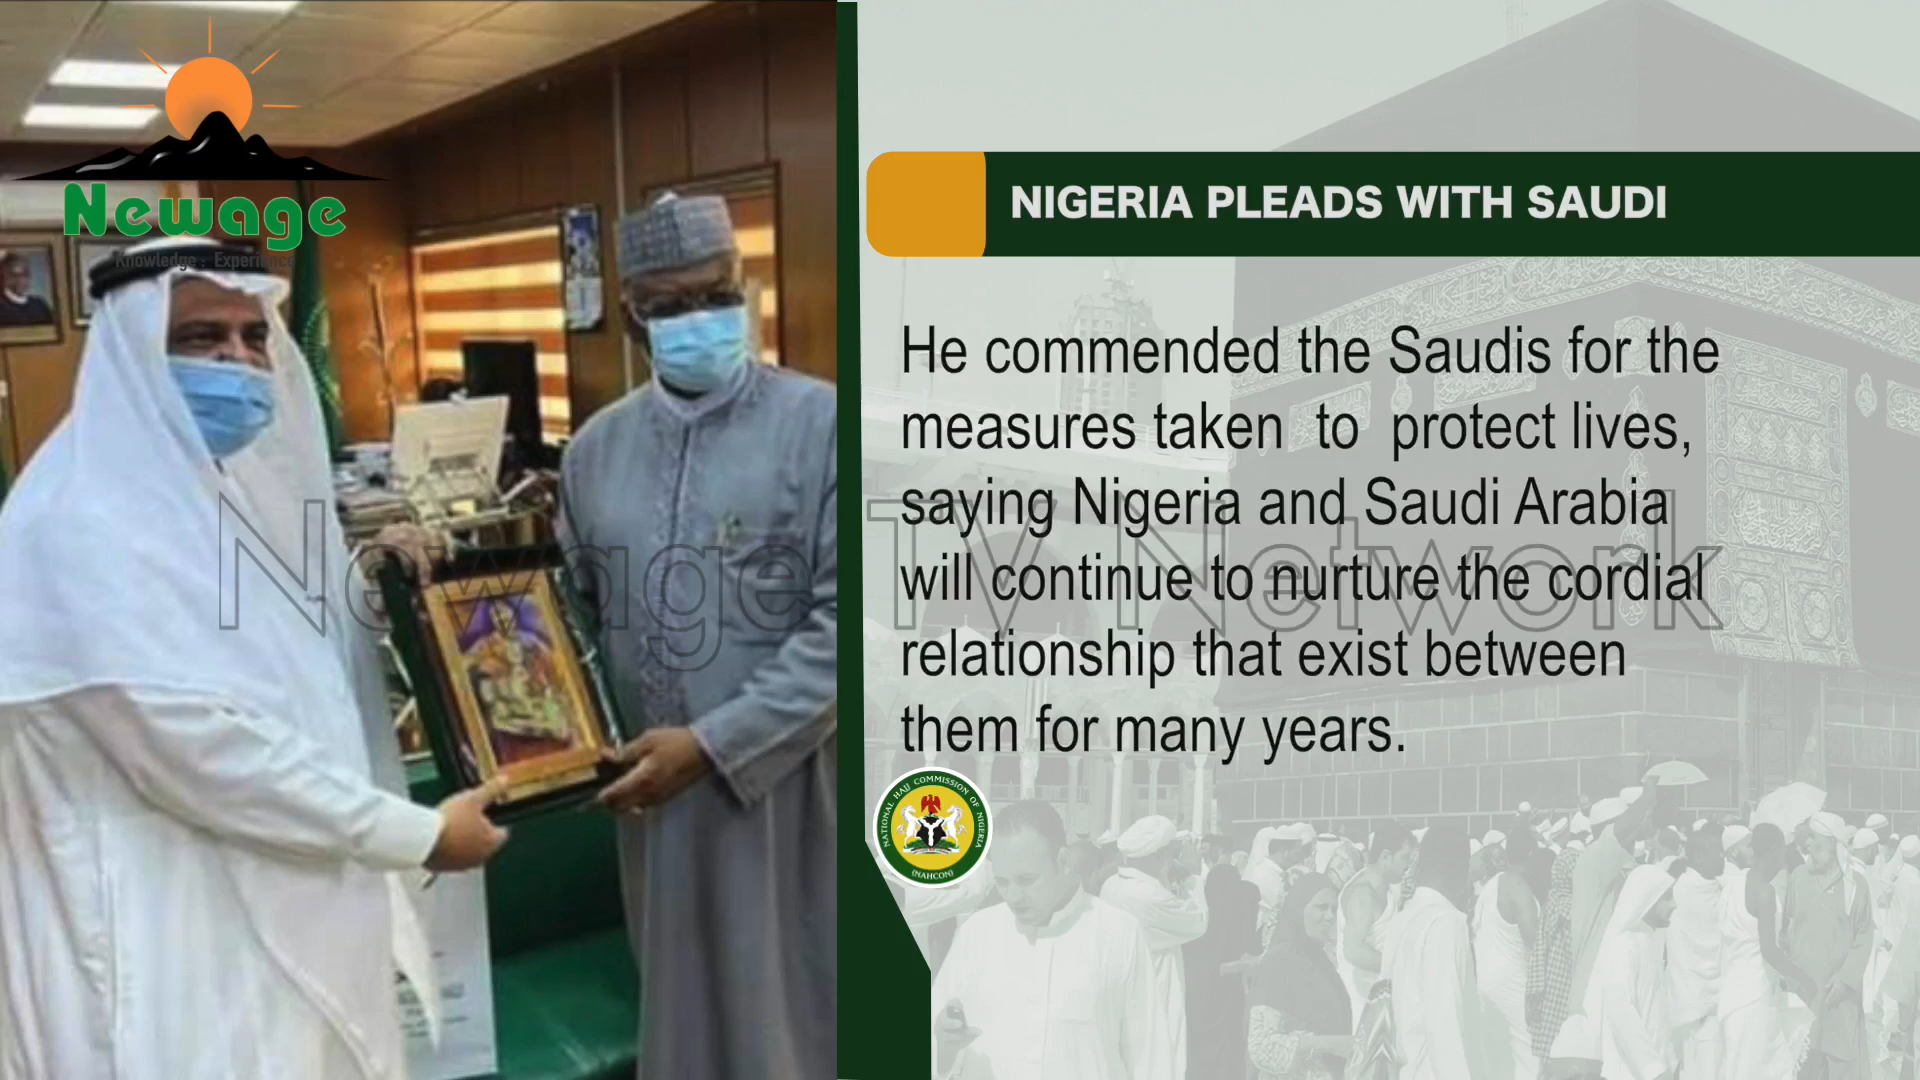 Newage
Knowledge : Experience
NIGERIA PLEADS WITH SAUDI
He commended the Saudis for the
measures taken to protect lives,
saying Nigeria and Saudi Arabia
will continue to nurture the cordial
relationship that exist between
them for many years.
Newage TV Network
NATIONAL HAJJ COMMISSION OF NIGERIA
(NAHCON)